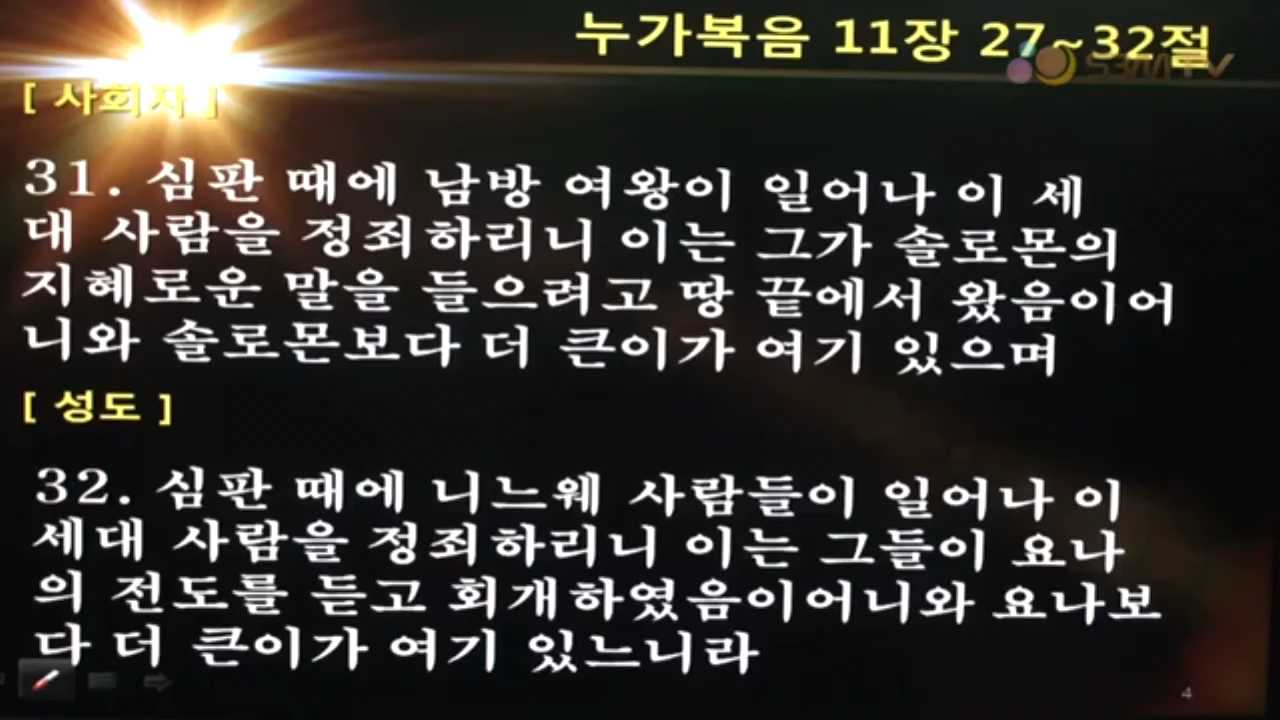 누가복음 11장 27~32절
[ 사회자 ]
31. 심판 때에 남방 여왕이 일어나 이 세
대 사람을 정죄하리니 이는 그가 솔로몬의
지혜로운 말을 들으려고 땅 끝에서 왔음이어
니와 솔로몬보다 더 큰이가 여기 있으며
[ 성도 ]
32. 심판 때에 니느웨 사람들이 일어나 이
세대 사람을 정죄하리니 이는 그들이 요나
의 전도를 듣고 회개하였음이어니와 요나보
다 더 큰이가 여기 있느니라
4